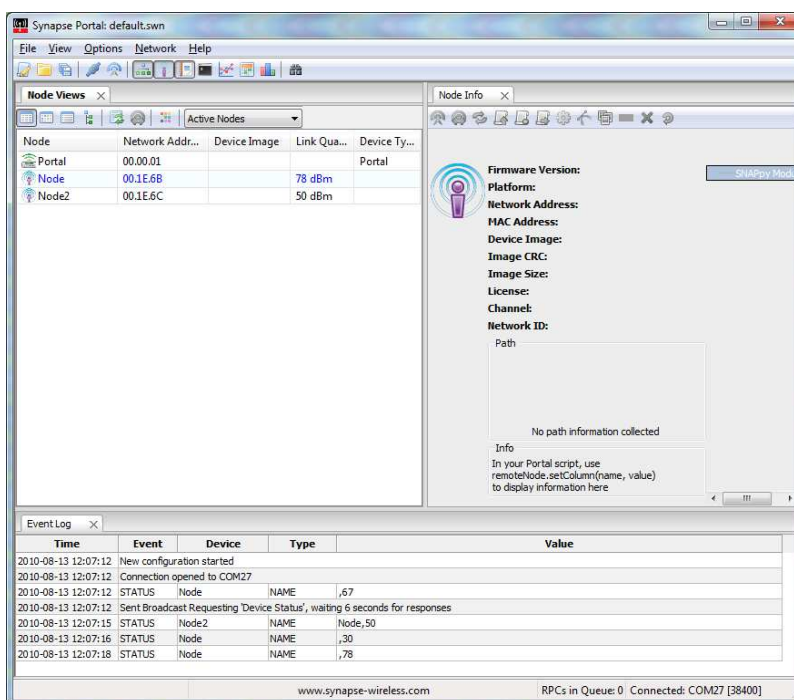 Synapse Portal: default.swn
File View Options Network Help
Node Views
Active Nodes
Node Network Addr... Device Image Link Qua... Device Ty...
Portal 00.00.01 Portal
Node 00.1E.6B 78 dBm
Node2 00.1E.6C 50 dBm
Node Info
Firmware Version:
Platform:
Network Address:
MAC Address:
Device Image:
Image CRC:
Image Size:
License:
Channel:
Network ID:
SNAPpy Modu
Path
No path information collected
Info
In your Portal script, use
remoteNode.setColumn(name, value)
to display information here
Event Log
Time Event Device Type Value
2010-08-13 12:07:12 New configuration started
2010-08-13 12:07:12 Connection opened to COM27
2010-08-13 12:07:12 STATUS Node NAME ,67
2010-08-13 12:07:12 Sent Broadcast Requesting 'Device Status', waiting 6 seconds for responses
2010-08-13 12:07:15 STATUS Node2 NAME Node,50
2010-08-13 12:07:16 STATUS Node NAME ,30
2010-08-13 12:07:18 STATUS Node NAME ,78
www.synapse-wireless.com RPCs in Queue: 0 Connected: COM27 [38400]